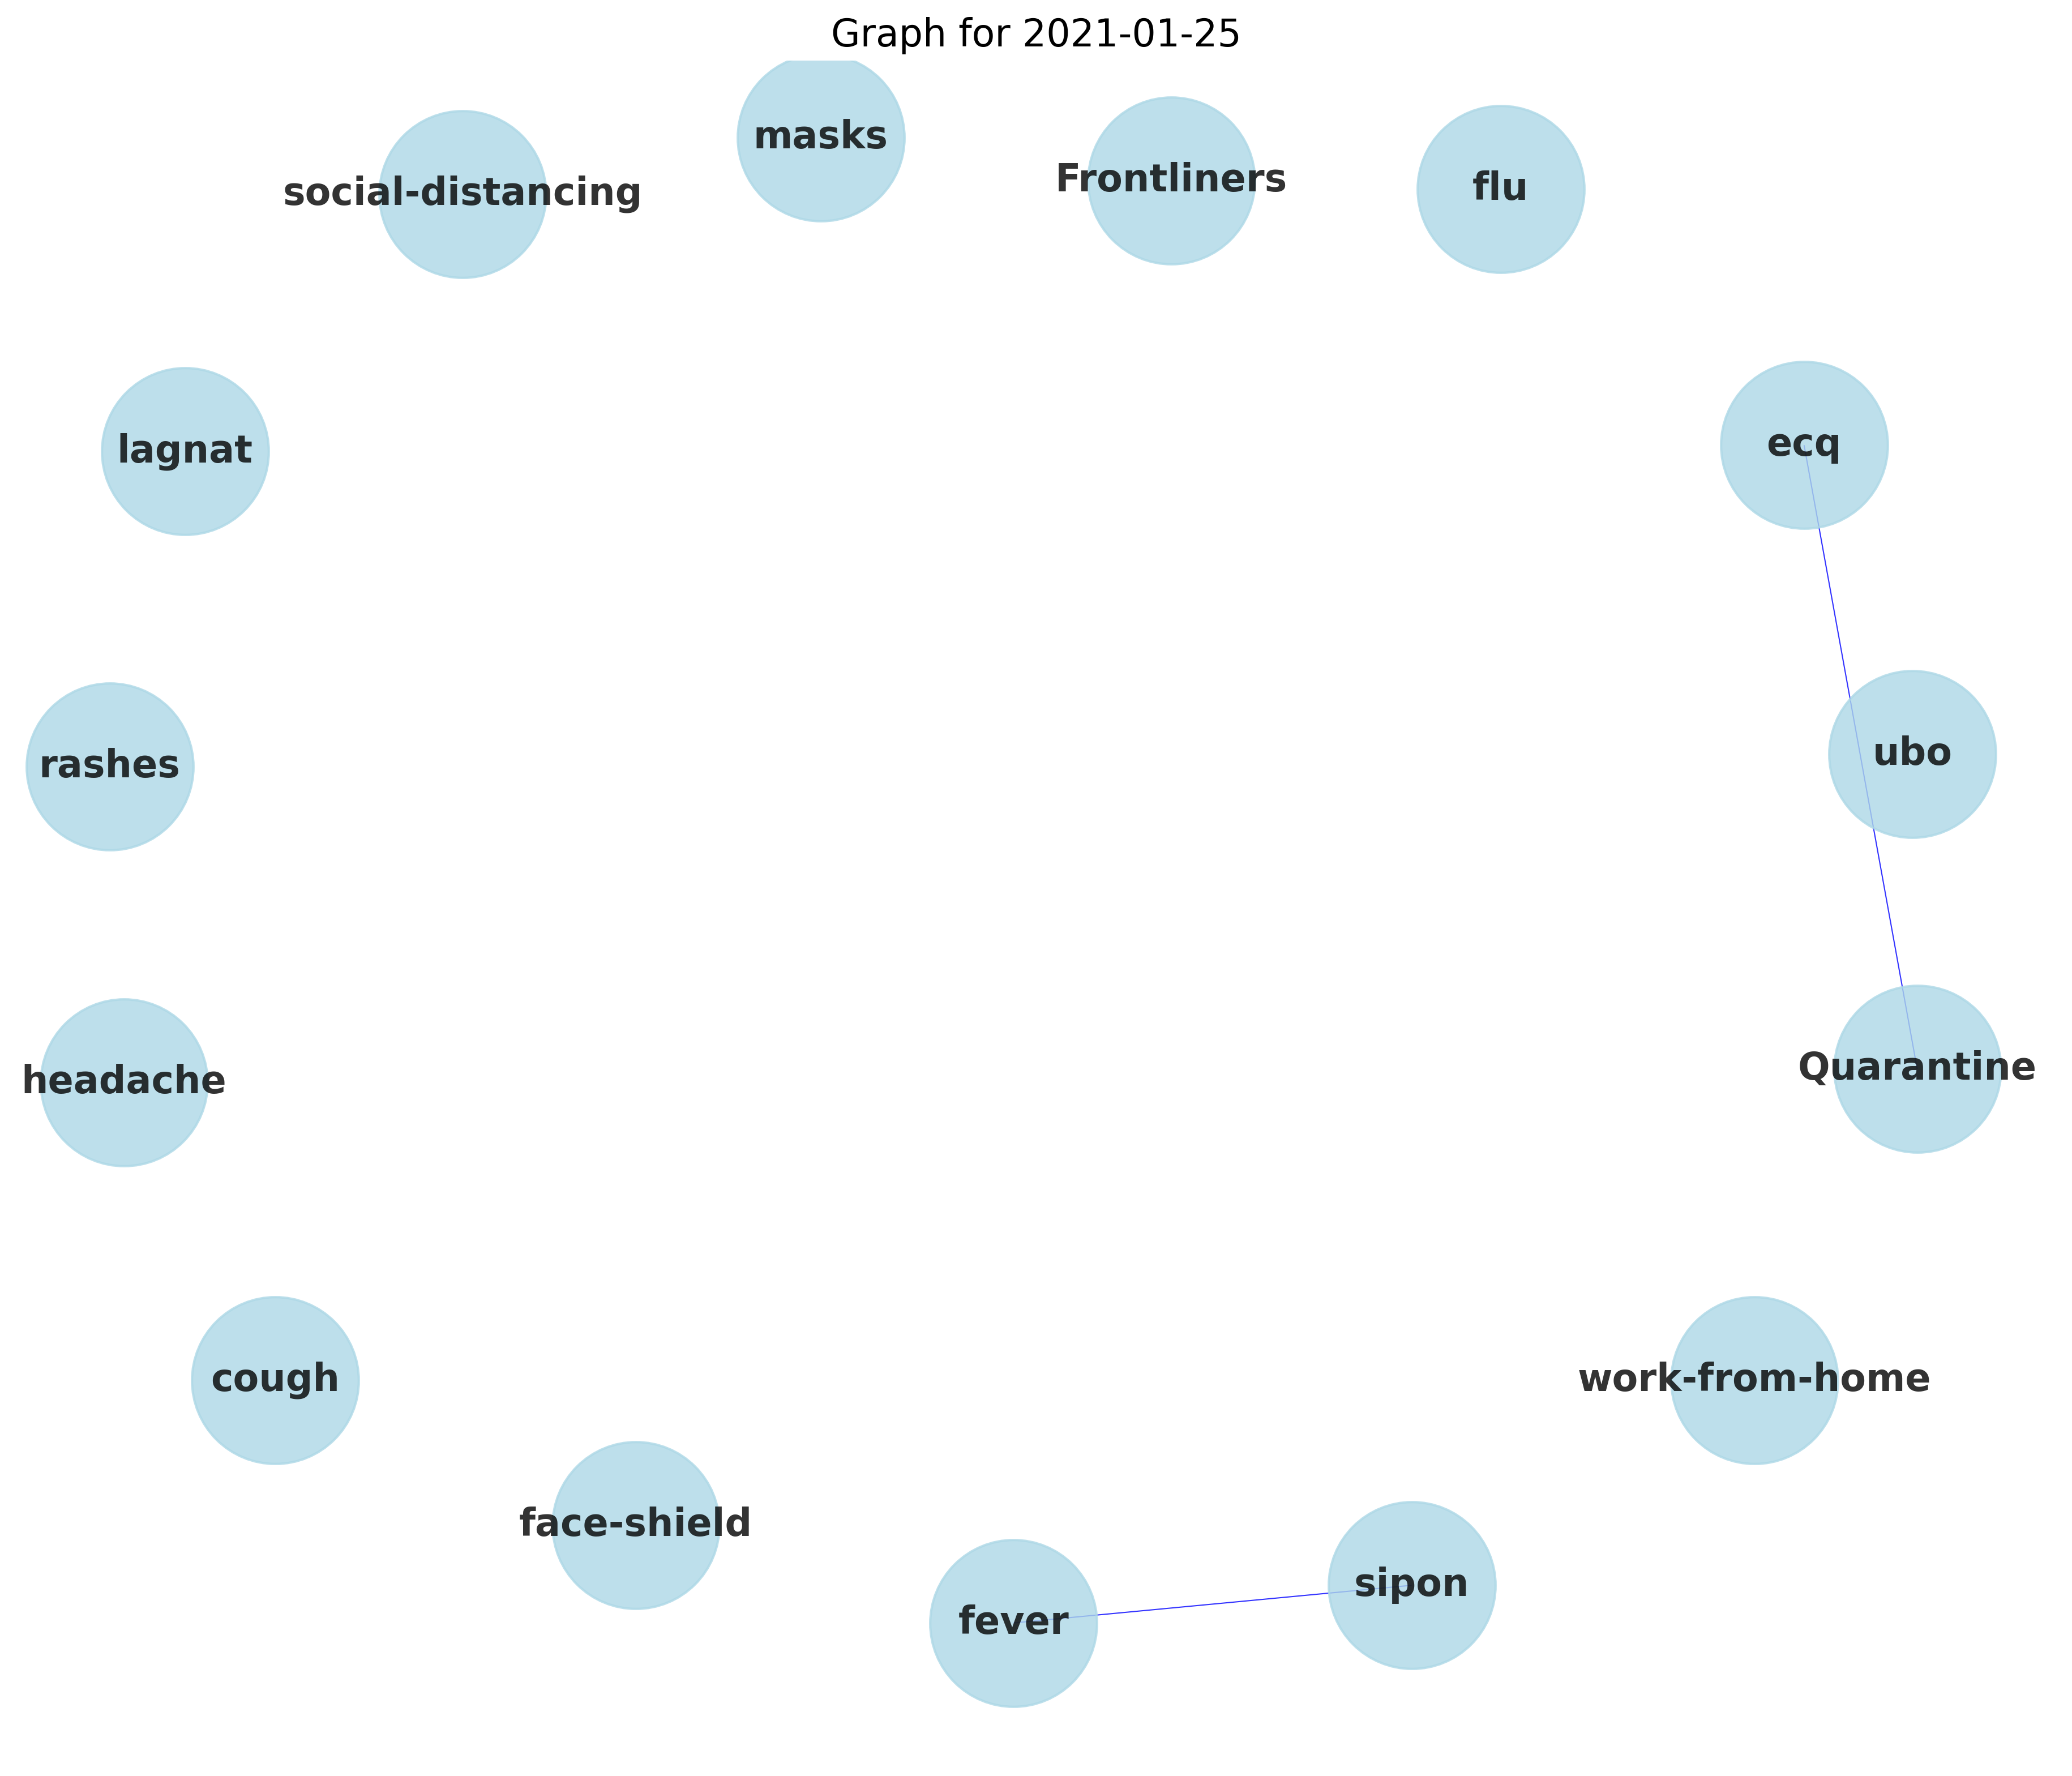 Graph for 2021-01-25
masks
Frontliners
flu
social-distancing
ecq
lagnat
ubo
rashes
Quarantine
headache
work-from-home
cough
face-shield
sipon
fever